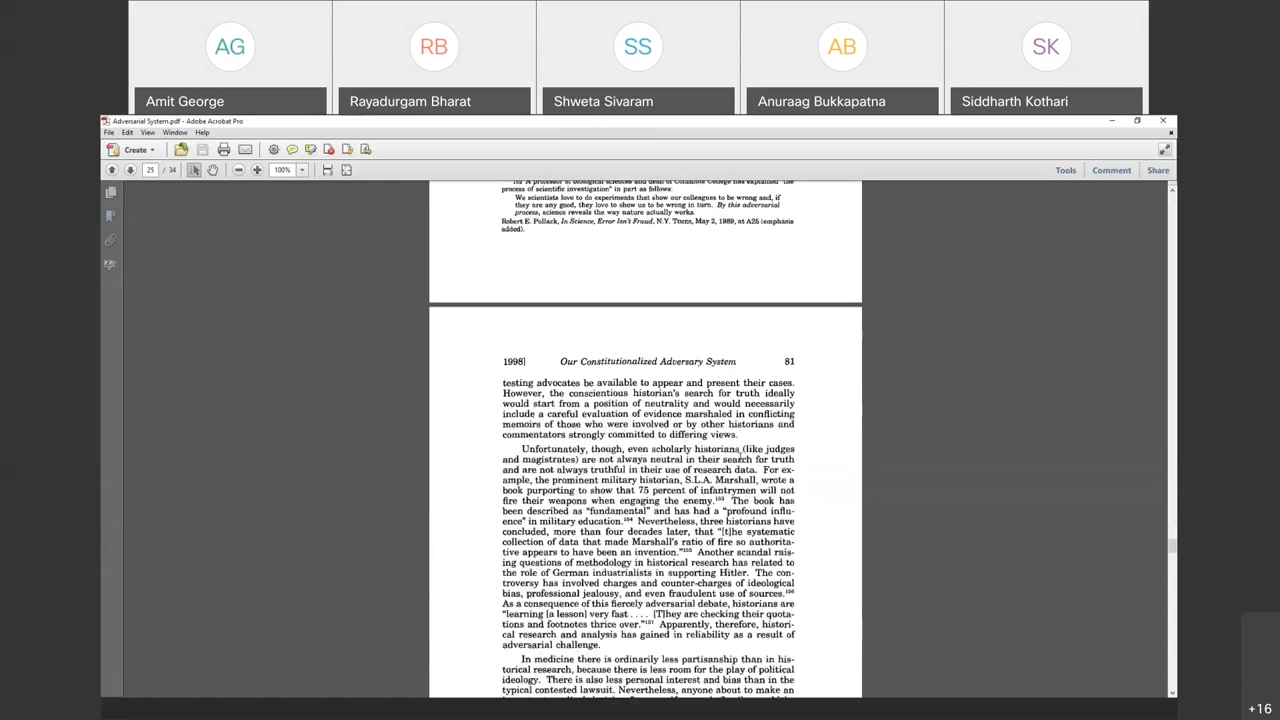 AG
RB
SS
AB
SK
Amit George
Rayadurgam Bharat
Shweta Sivaram
Anuraag Bukkapatna
Siddharth Kothari
Adversarial System.pdf - Adobe Acrobat Pro
File Edit View Window Help
Create
25 / 34
100%
Tools Comment Share
process of scientific investigation" in part as follows:
We scientists love to do experiments that show our colleagues to be wrong and, if
they are any good, they love to show us to be wrong in turn. By this adversarial
process, science reveals the way nature actually works.
Robert E. Pollack, In Science, Error Isn't Fraud, N.Y. TIMES, May 2, 1989, at A25 (emphasis
added).
1998] Our Constitutionalized Adversary System 81
testing advocates be available to appear and present their cases.
However, the conscientious historian's search for truth ideally
would start from a position of neutrality and would necessarily
include a careful evaluation of evidence marshaled in conflicting
memoirs of those who were involved or by other historians and
commentators strongly committed to differing views.
Unfortunately, though, even scholarly historians (like judges
and magistrates) are not always neutral in their search for truth
and are not always truthful in their use of research data. For ex-
ample, the prominent military historian, S.L.A. Marshall, wrote a
book purporting to show that 75 percent of infantrymen will not
fire their weapons when engaging the enemy.153 The book has
been described as "fundamental" and has had a "profound influ-
ence" in military education.154 Nevertheless, three historians have
concluded, more than four decades later, that "[t]he systematic
collection of data that made Marshall's ratio of fire so authorita-
tive appears to have been an invention."155 Another scandal rais-
ing questions of methodology in historical research has related to
the role of German industrialists in supporting Hitler. The con-
troversy has involved charges and counter-charges of ideological
bias, professional jealousy, and even fraudulent use of sources.156
As a consequence of this fiercely adversarial debate, historians are
"learning [a lesson] very fast . . . . [T]hey are checking their quota-
tions and footnotes thrice over."157 Apparently, therefore, histori-
cal research and analysis has gained in reliability as a result of
adversarial challenge.
In medicine there is ordinarily less partisanship than in his-
torical research, because there is less room for the play of political
ideology. There is also less personal interest and bias than in the
typical contested lawsuit. Nevertheless, anyone about to make an
+16